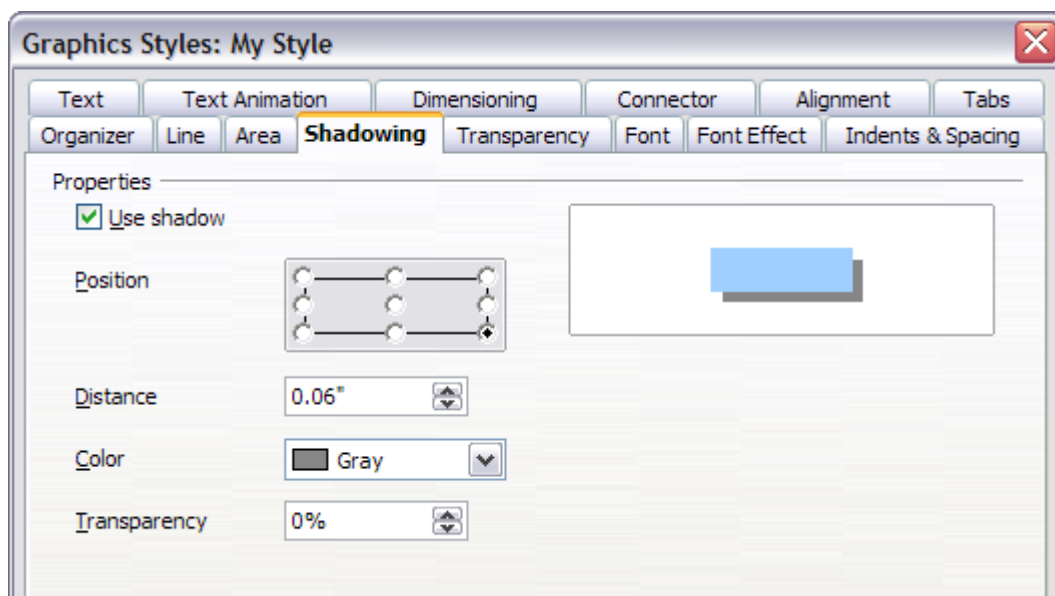 Graphics Styles: My Style
Text Text Animation Dimensioning Connector Alignment Tabs
Organizer Line Area Shadowing Transparency Font Font Effect Indents & Spacing
Properties
Use shadow
Position
Distance 0.06"
Color Gray
Transparency 0%